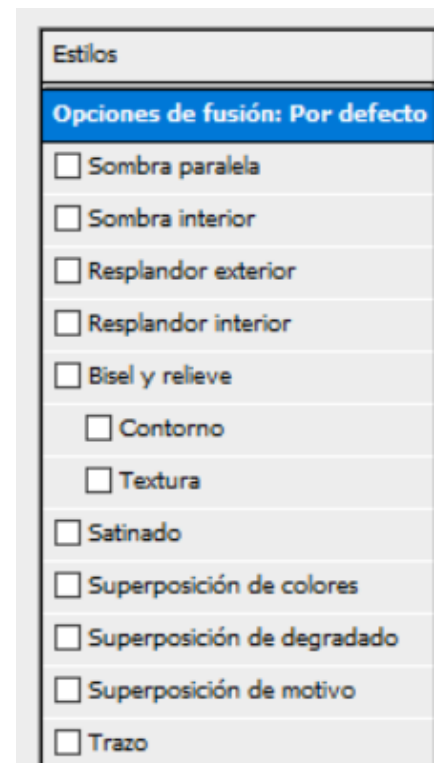 Estilos
Opciones de fusión: Por defecto
Sombra paralela
Sombra interior
Resplandor exterior
Resplandor interior
Bisel y relieve
Contorno
Textura
Satinado
Superposición de colores
Superposición de degradado
Superposición de motivo
Trazo